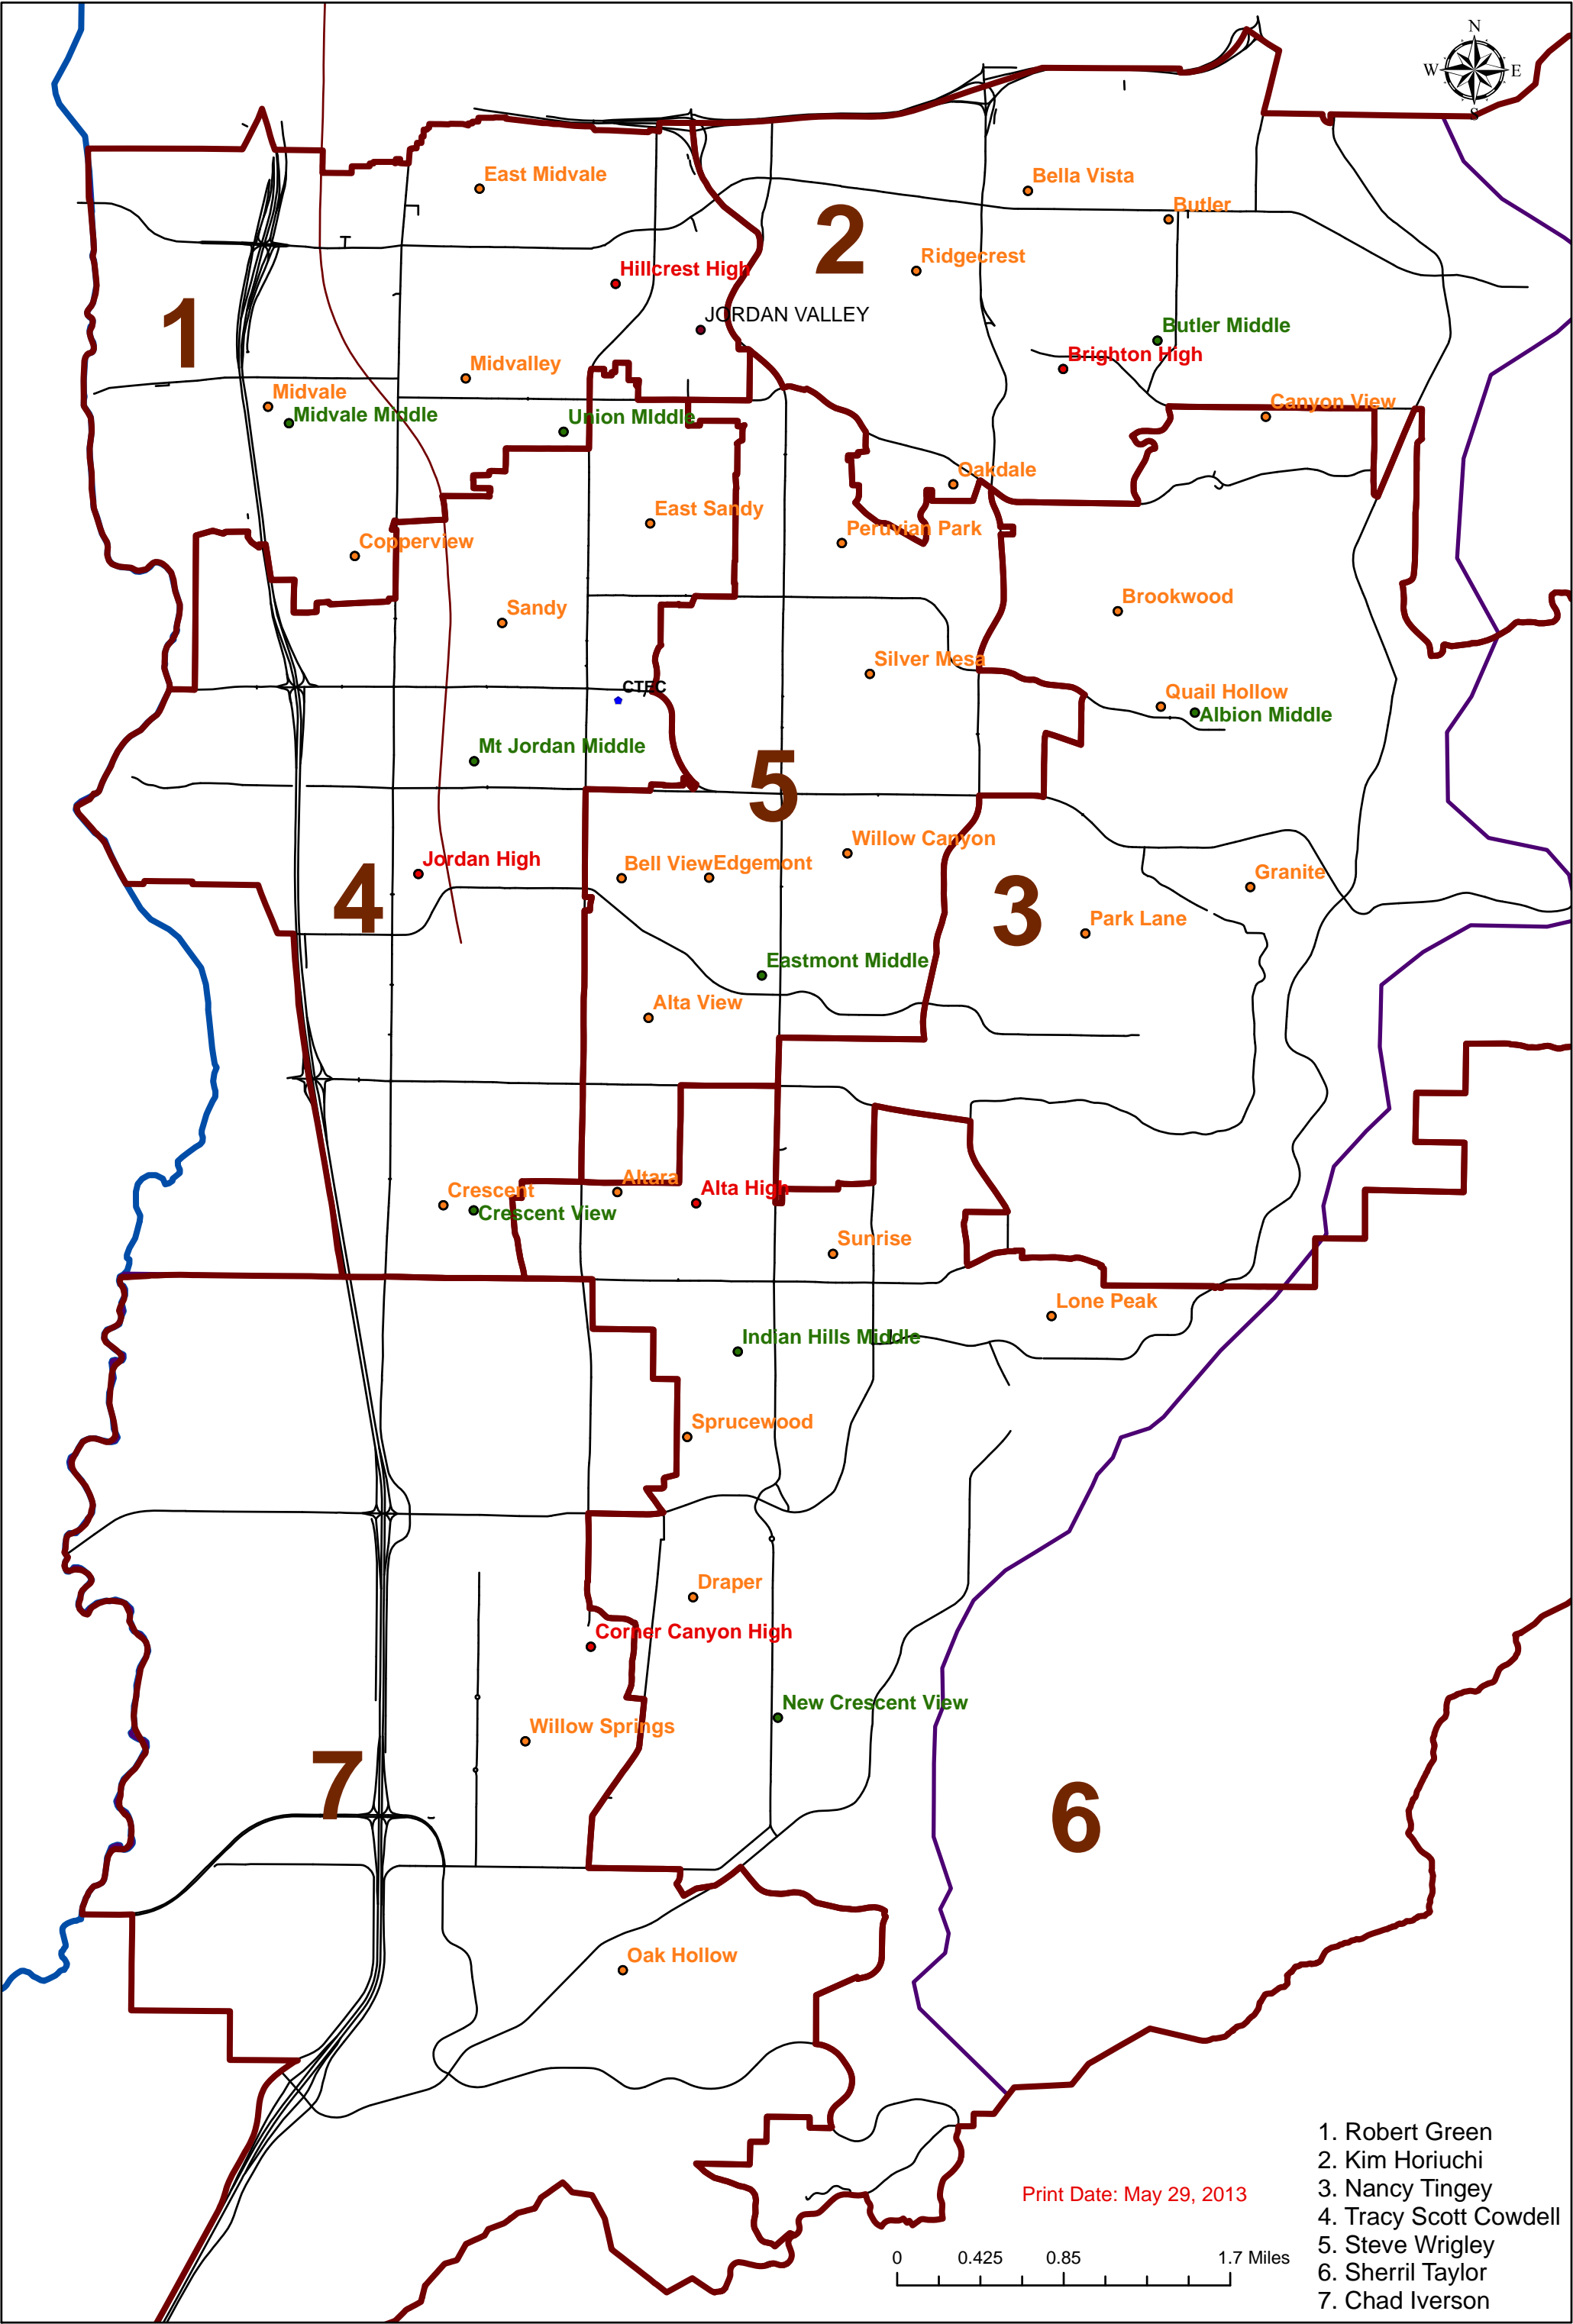 N
W E
S
East Midvale
Bella Vista
Butler
2
Ridgecrest
Hillcrest High
JORDAN VALLEY
1
Butler Middle
Brighton High
Midvalley
Midvale
Midvale Middle
Union MIddle
Canyon View
Oakdale
East Sandy
Peruvian Park
Copperview
Brookwood
Sandy
Silver Mesa
CTEC
Quail Hollow
Albion Middle
Mt Jordan Middle
5
Willow Canyon
Jordan High
Bell View
Edgemont
Granite
4
3
Park Lane
Eastmont Middle
Alta View
Altara
Crescent
Alta High
Crescent View
Sunrise
Lone Peak
Indian Hills Middle
Sprucewood
Draper
Corner Canyon High
New Crescent View
Willow Springs
7
6
Oak Hollow
1. Robert Green
2. Kim Horiuchi
3. Nancy Tingey
4. Tracy Scott Cowdell
5. Steve Wrigley
6. Sherril Taylor
7. Chad Iverson
Print Date: May 29, 2013
0 0.425 0.85 1.7 Miles